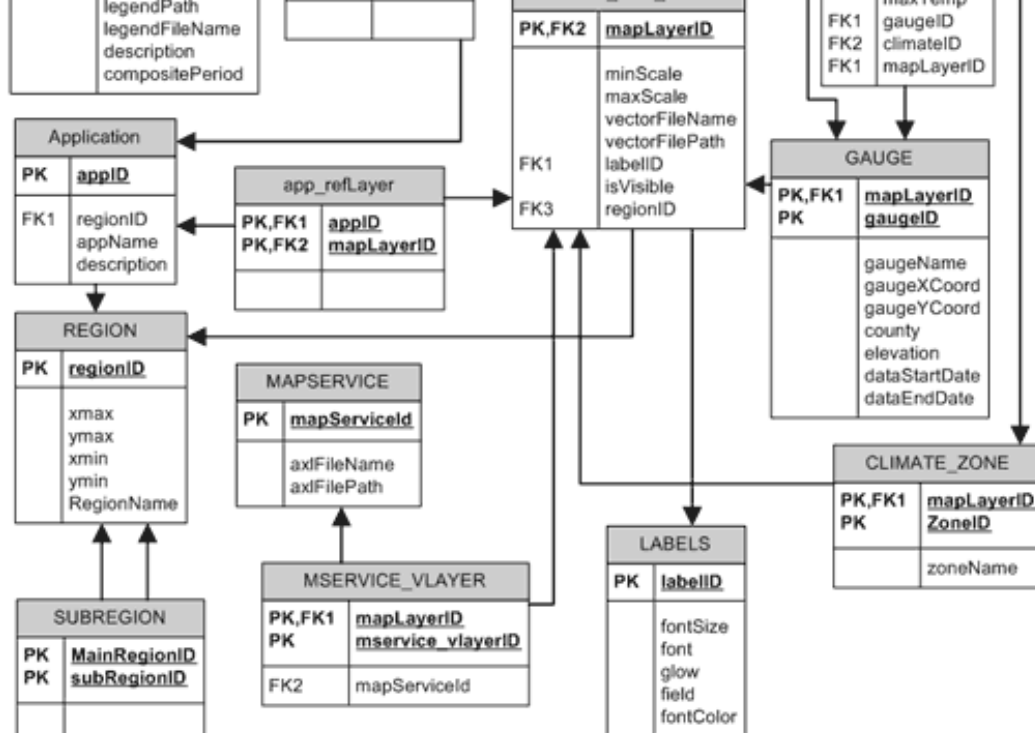 legendPath
legendFileName
description
compositePeriod
PK,FK2 mapLayerID
minScale
maxScale
vectorFileName
vectorFilePath
FK1 labelID
isVisible
FK3 regionID
maxTemp
FK1 gaugeID
FK2 climateID
FK1 mapLayerID
Application
PK appID
FK1 regionID
appName
description
app_refLayer
PK,FK1 appID
PK,FK2 mapLayerID
GAUGE
PK,FK1 mapLayerID
PK gaugeID
gaugeName
gaugeXCoord
gaugeYCoord
county
elevation
dataStartDate
dataEndDate
REGION
PK regionID
xmax
ymax
xmin
ymin
RegionName
MAPSERVICE
PK mapServiceId
axlFileName
axlFilePath
CLIMATE_ZONE
PK,FK1 mapLayerID
PK ZoneID
zoneName
LABELS
PK labelID
fontSize
font
glow
field
fontColor
MSERVICE_VLAYER
PK,FK1 mapLayerID
PK mservice_vlayerID
FK2 mapServiceId
SUBREGION
PK MainRegionID
PK subRegionID